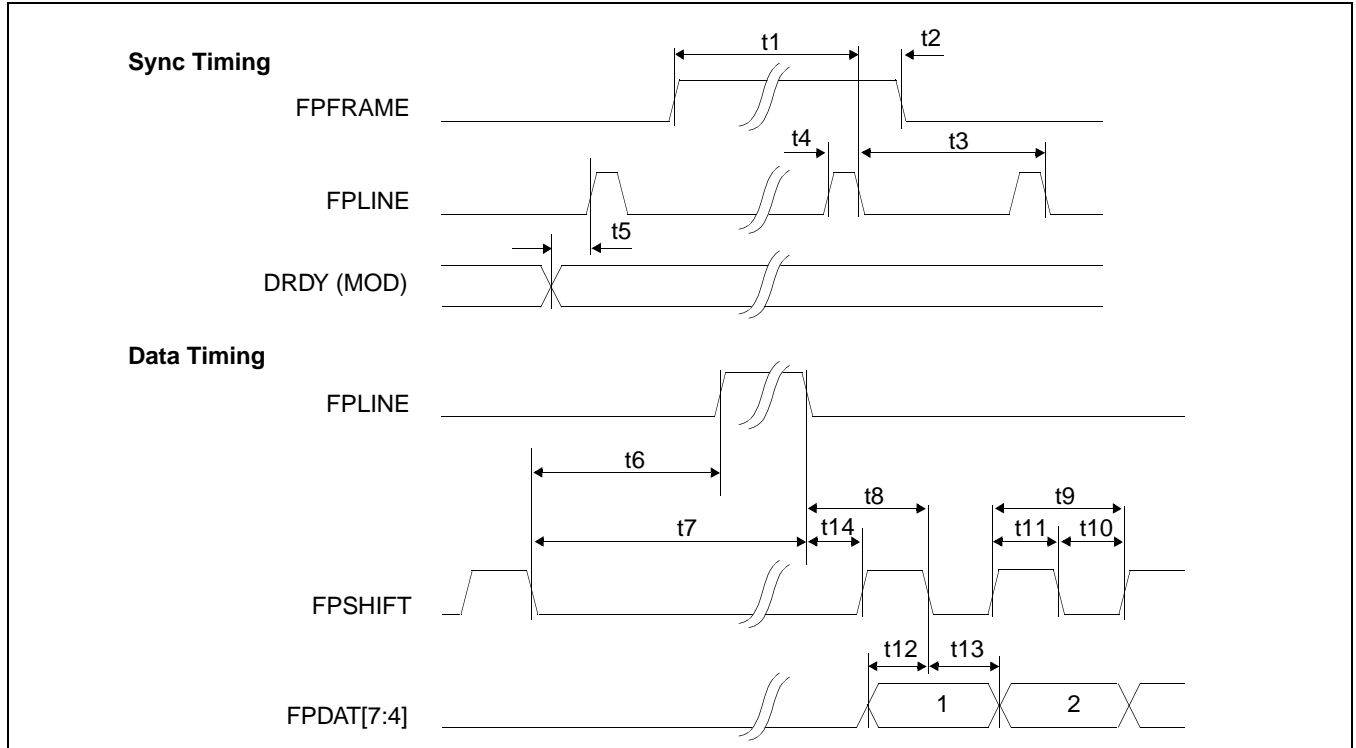 Sync Timing
t1
t2
FPFRAME
t4
t3
FPLINE
t5
DRDY (MOD)
Data Timing
FPLINE
t6
t8
t9
t7
t14
t11
t10
FPSHIFT
t12
t13
FPDAT[7:4]
1
2